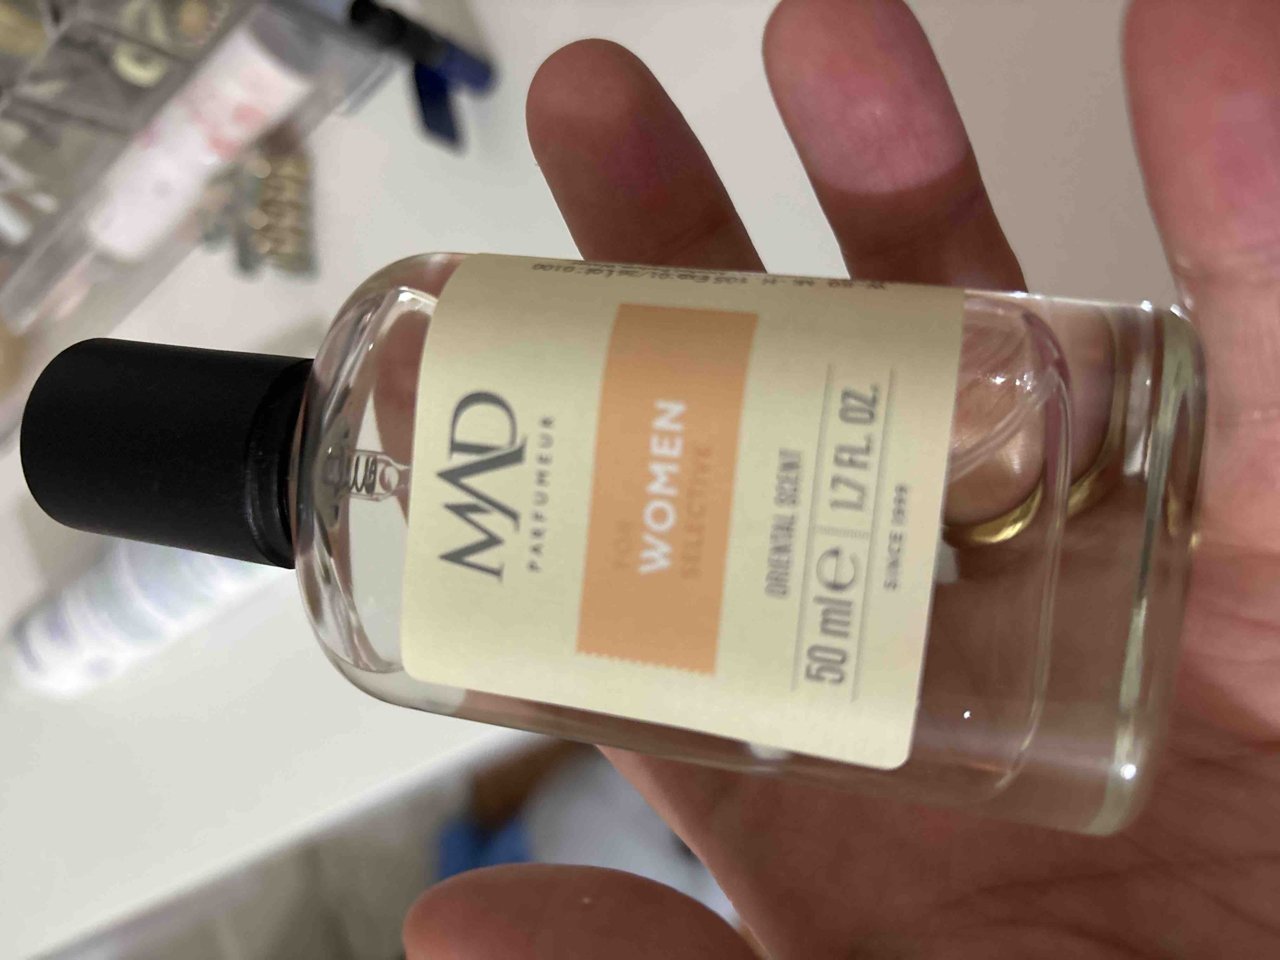 MAD
PARFUMEUR
FOR
WOMEN
SELECTIVE
ORIENTAL SCENT
50 ml e | 1.7 FL. OZ.
SINCE 1999